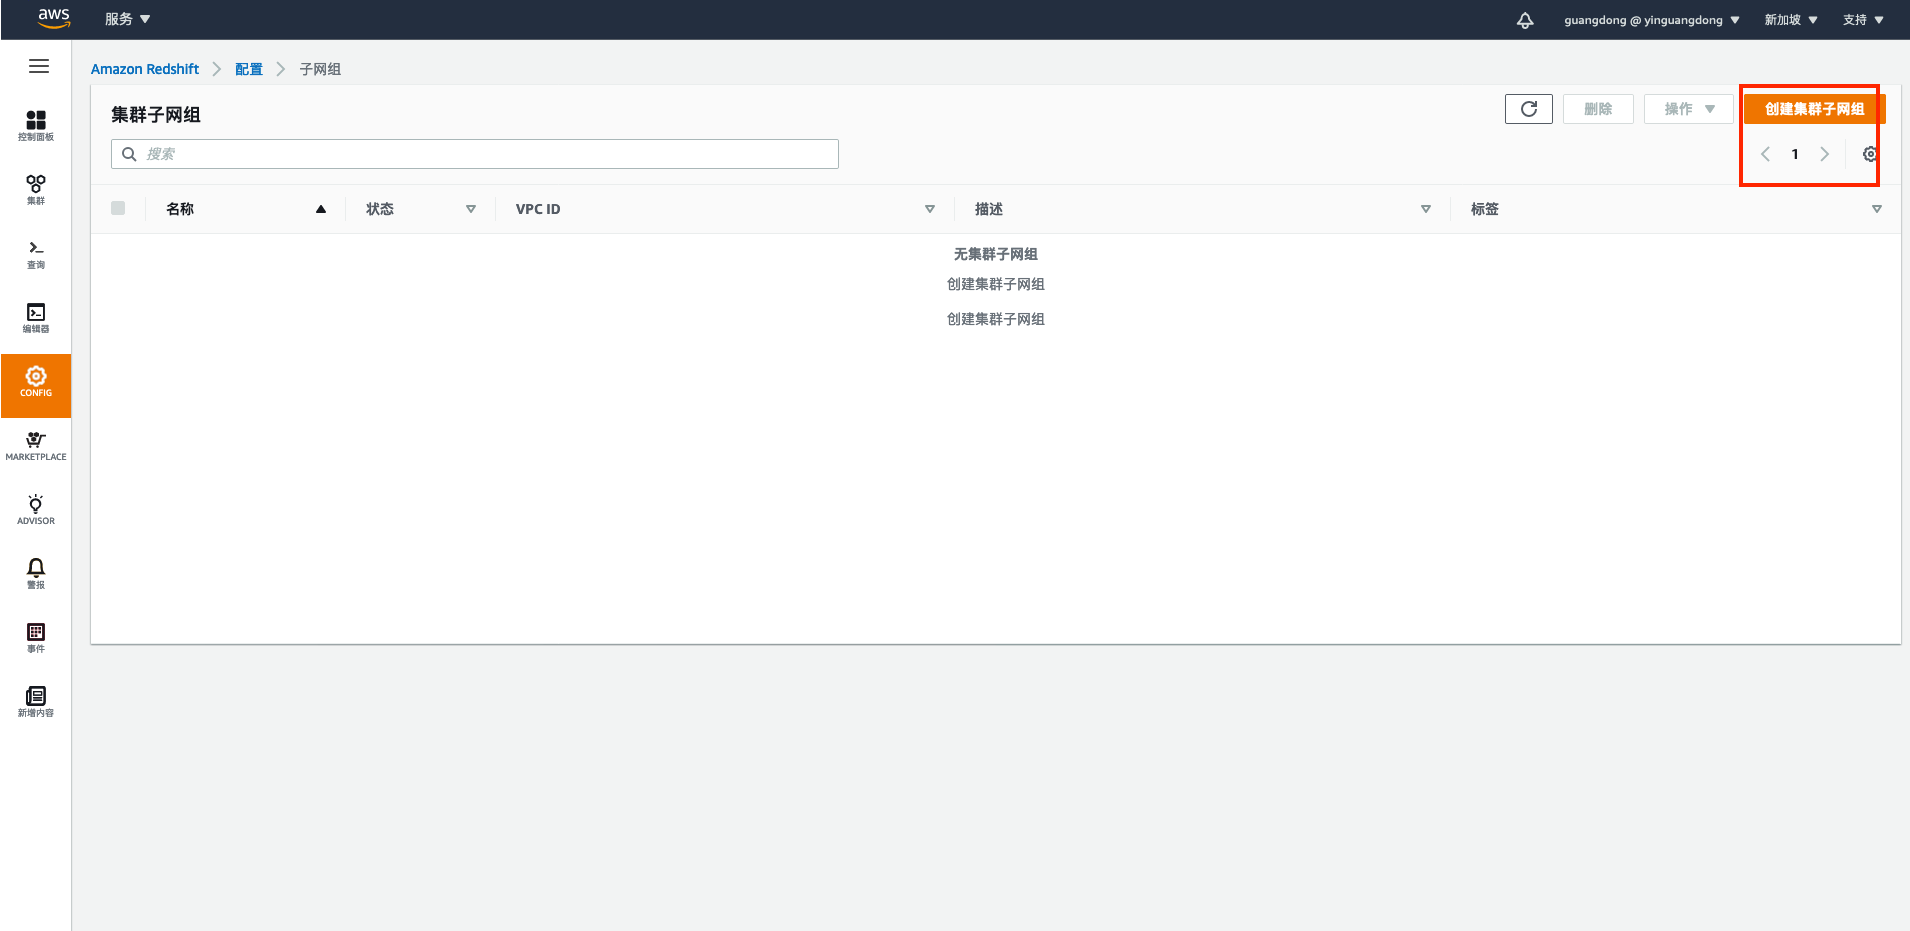 aws 服务 guangdong @ yinguangdong 新加坡 支持
Amazon Redshift 配置 子网组
集群子网组 删除 操作 创建集群子网组
搜索 1
名称 状态 VPC ID 描述 标签
无集群子网组
创建集群子网组
创建集群子网组
控制面板
集群
查询
编辑器
CONFIG
MARKETPLACE
ADVISOR
警报
事件
新增内容